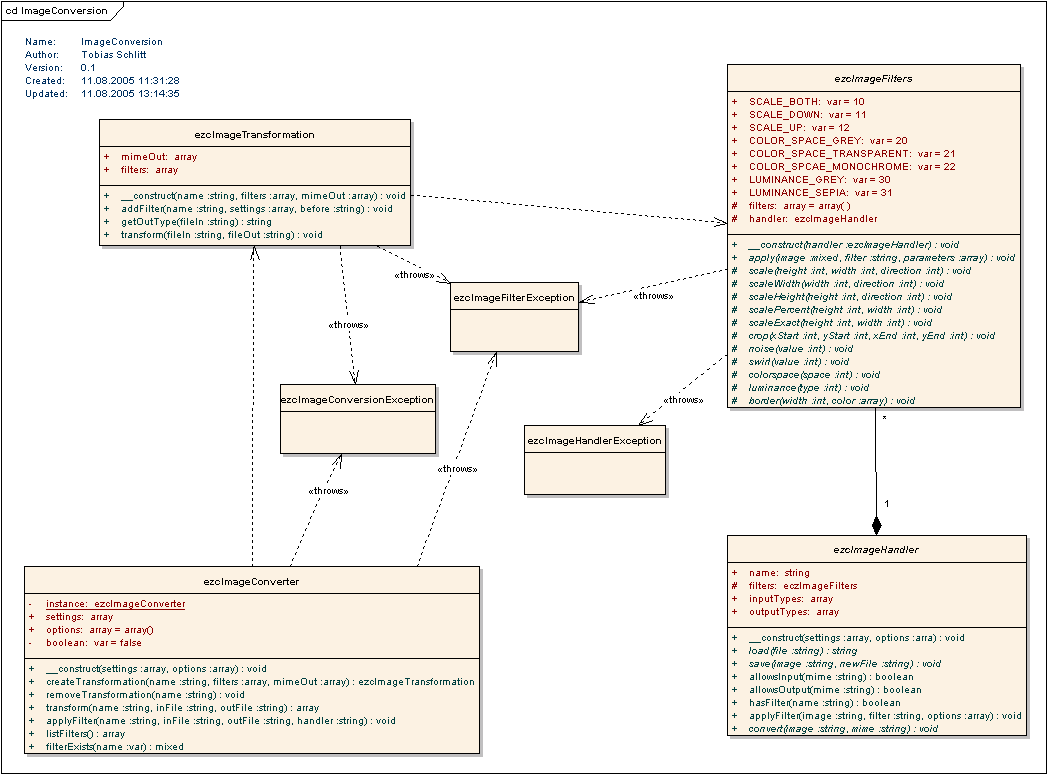 cd ImageConversion
Name: ImageConversion
Author: Tobias Schlitt
Version: 0.1
Created: 11.08.2005 11:31:28
Updated: 11.08.2005 13:14:35
ezcImageTransformation
+ mimeOut: array
+ filters: array
+ __construct(name :string, filters :array, mimeOut :array) : void
+ addFilter(name :string, settings :array, before :string) : void
+ getOutType(fileIn :string) : string
+ transform(fileIn :string, fileOut :string) : void
ezcImageFilters
+ SCALE_BOTH: var = 10
+ SCALE_DOWN: var = 11
+ SCALE_UP: var = 12
+ COLOR_SPACE_GREY: var = 20
+ COLOR_SPACE_TRANSPARENT: var = 21
+ COLOR_SPCAE_MONOCHROME: var = 22
+ LUMINANCE_GREY: var = 30
+ LUMINANCE_SEPIA: var = 31
# filters: array = array( )
# handler: ezcImageHandler
+ __construct(handler :ezcImageHandler) : void
+ apply(image :mixed, filter :string, parameters :array) : void
# scale(height :int, width :int, direction :int) : void
# scaleWidth(width :int, direction :int) : void
# scaleHeight(height :int, direction :int) : void
# scalePercent(height :int, width :int) : void
# scaleExact(height :int, width :int) : void
# crop(xStart :int, yStart :int, xEnd :int, yEnd :int) : void
# noise(value :int) : void
# swirl(value :int) : void
# colorspace(space :int) : void
# luminance(type :int) : void
# border(width :int, color :array) : void
«throws»
ezcImageFilterException
«throws»
«throws»
ezcImageConversionException
«throws»
ezcImageHandlerException
«throws»
«throws»
*
1
ezcImageConverter
- instance: ezcImageConverter
+ settings: array
+ options: array = array()
- boolean: var = false
+ __construct(settings :array, options :array) : void
+ createTransformation(name :string, filters :array, mimeOut :array) : ezcImageTransformation
+ removeTransformation(name :string) : void
+ transform(name :string, inFile :string, outFile :string) : array
+ applyFilter(name :string, inFile :string, outFile :string, handler :string) : void
+ listFilters() : array
+ filterExists(name :var) : mixed
ezcImageHandler
+ name: string
# filters: eczImageFilters
+ inputTypes: array
+ outputTypes: array
+ __construct(settings :array, options :arra) : void
+ load(file :string) : string
+ save(image :string, newFile :string) : void
+ allowsInput(mime :string) : boolean
+ allowsOutput(mime :string) : boolean
+ hasFilter(name :string) : boolean
+ applyFilter(image :string, filter :string, options :array) : void
+ convert(image :string, mime :string) : void